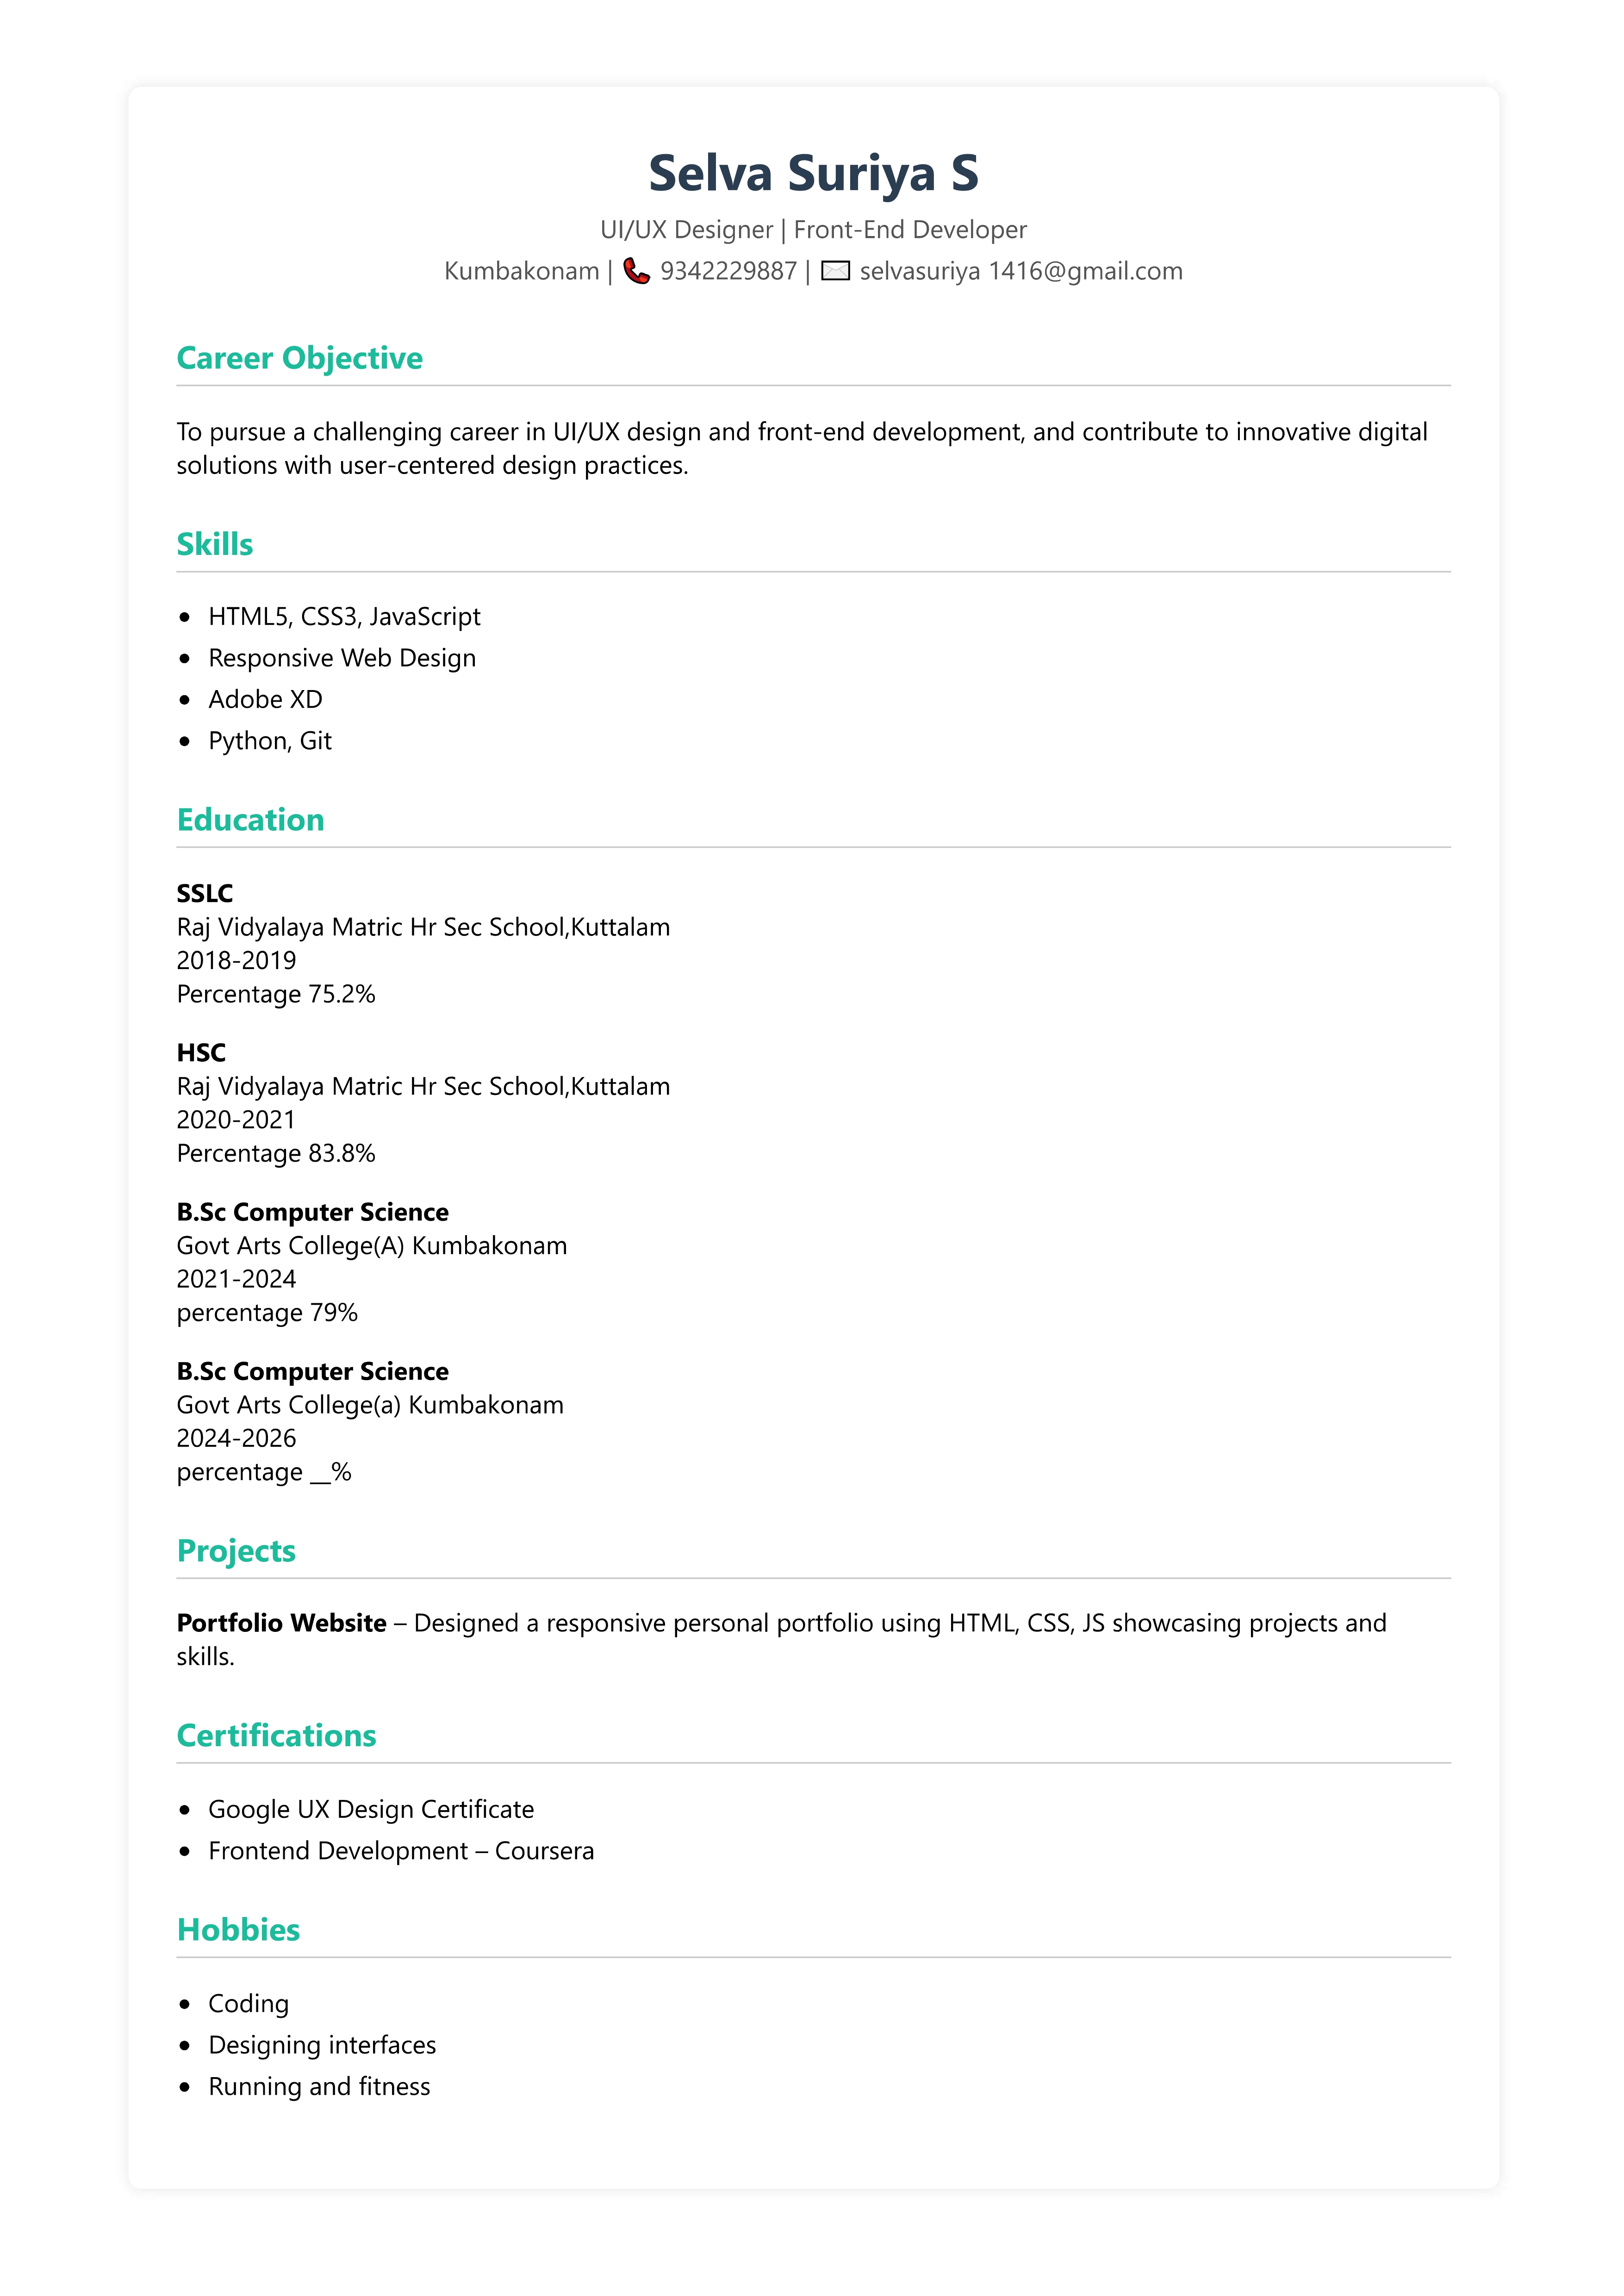 Selva Suriya S
UI/UX Designer | Front-End Developer
Kumbakonam | 📞 9342229887 | ✉️ selvasuriya 1416@gmail.com
Career Objective
To pursue a challenging career in UI/UX design and front-end development, and contribute to innovative digital
solutions with user-centered design practices.
Skills
• HTML5, CSS3, JavaScript
• Responsive Web Design
• Adobe XD
• Python, Git
Education
SSLC
Raj Vidyalaya Matric Hr Sec School,Kuttalam
2018-2019
Percentage 75.2%
HSC
Raj Vidyalaya Matric Hr Sec School,Kuttalam
2020-2021
Percentage 83.8%
B.Sc Computer Science
Govt Arts College(A) Kumbakonam
2021-2024
percentage 79%
B.Sc Computer Science
Govt Arts College(a) Kumbakonam
2024-2026
percentage __%
Projects
Portfolio Website – Designed a responsive personal portfolio using HTML, CSS, JS showcasing projects and
skills.
Certifications
• Google UX Design Certificate
• Frontend Development – Coursera
Hobbies
• Coding
• Designing interfaces
• Running and fitness